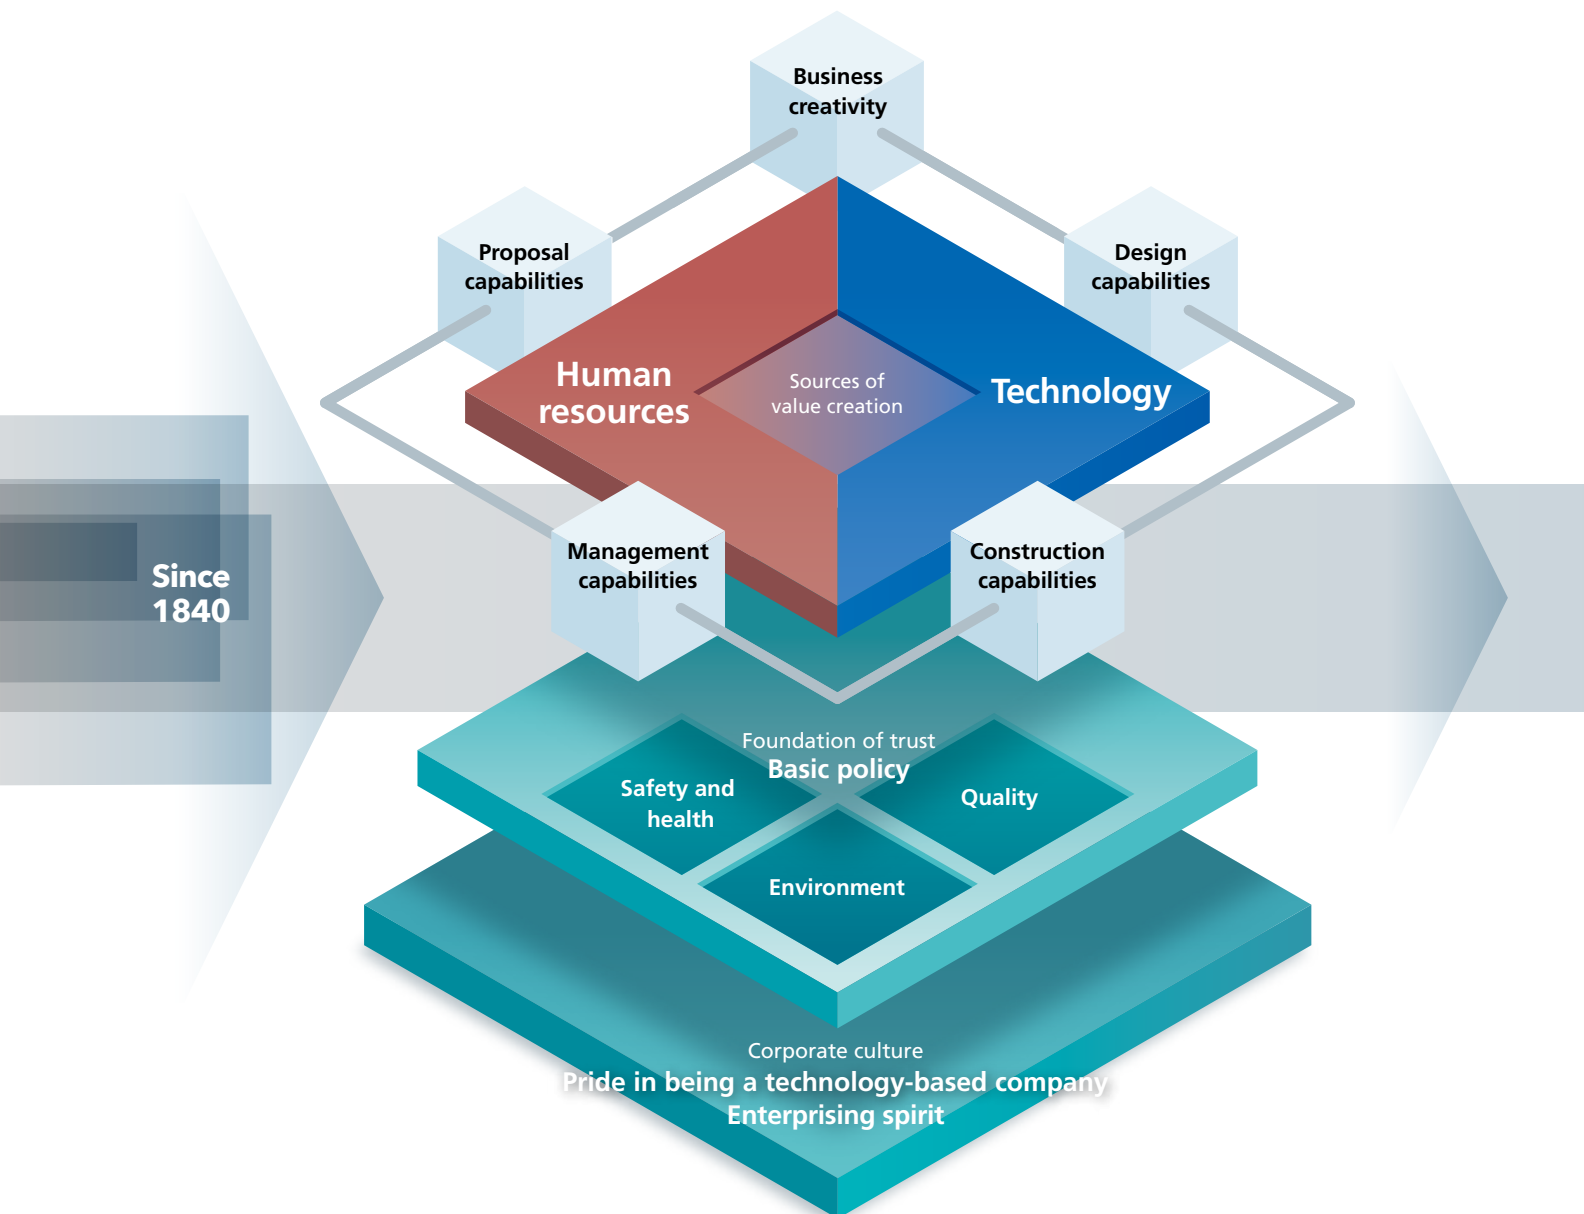 Business
creativity
Proposal
capabilities
Design
capabilities
Human
resources
Sources of
value creation
Technology
Management
capabilities
Construction
capabilities
Since
1840
Foundation of trust
Basic policy
Safety and
health
Quality
Environment
Corporate culture
Pride in being a technology-based company
Enterprising spirit